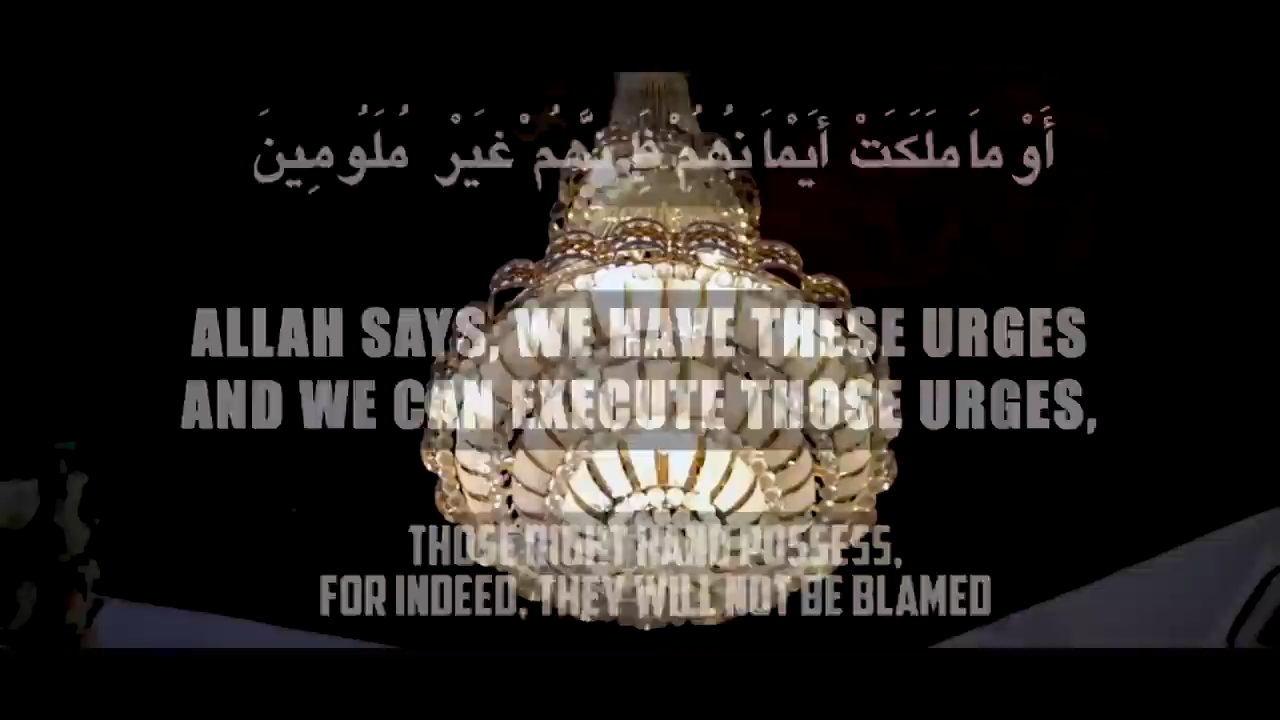 أَوْ مَا مَلَكَتْ أَيْمَانُهُمْ فَإِنَّهُمْ غَيْرُ مَلُومِينَ
ALLAH SAYS, WE HAVE THESE URGES
AND WE CAN EXECUTE THOSE URGES,
THOSE RIGHT HAND POSSESS,
FOR INDEED, THEY WILL NOT BE BLAMED